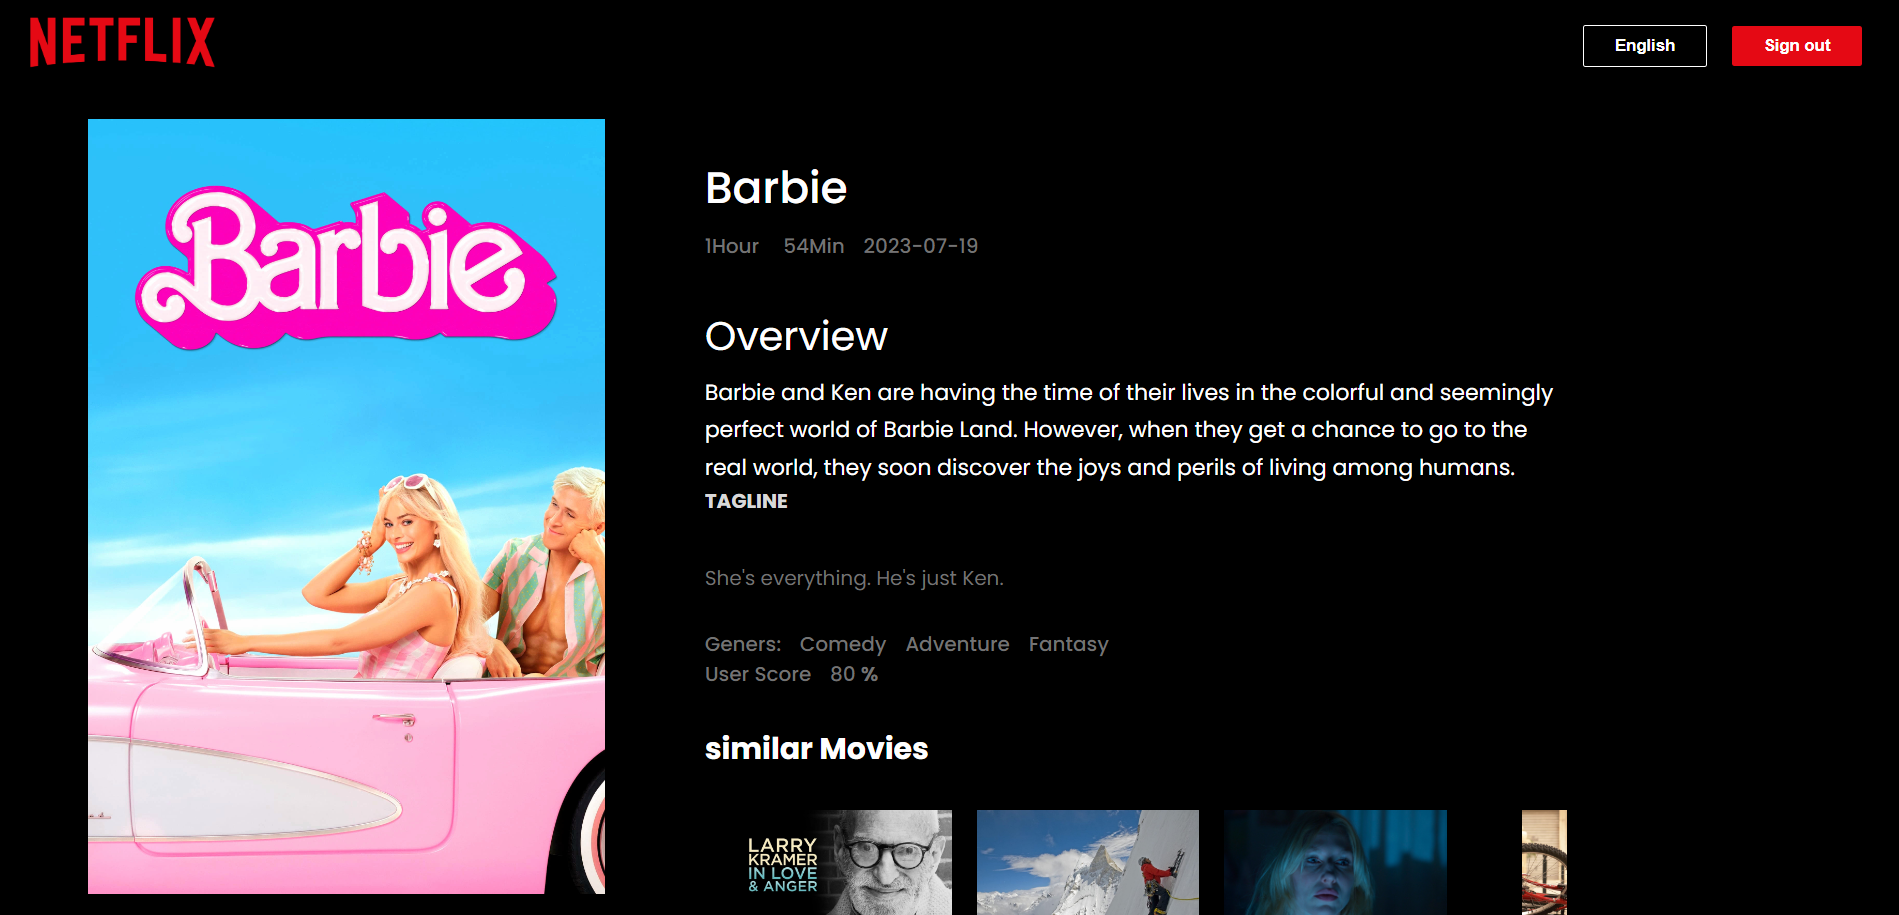 NETFLIX
English
Sign out
Barbie
Barbie
1Hour 54Min 2023-07-19
Overview
Barbie and Ken are having the time of their lives in the colorful and seemingly
perfect world of Barbie Land. However, when they get a chance to go to the
real world, they soon discover the joys and perils of living among humans.
TAGLINE
She's everything. He's just Ken.
Geners: Comedy Adventure Fantasy
User Score 80 %
similar Movies
LARRY
KRAMER
IN LOVE
& ANGER